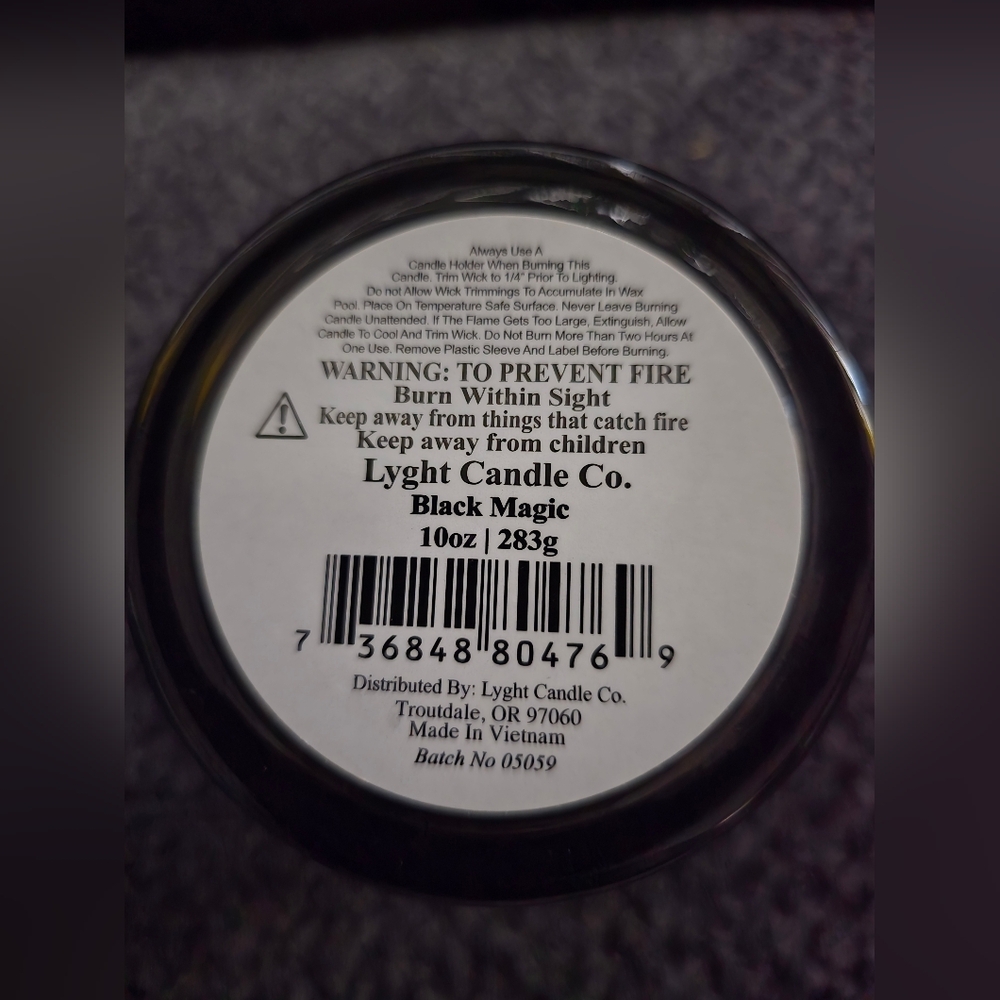 Always Use A
Candle Holder When Burning This
Candle. Trim Wick to 1/4" Prior To Lighting.
Do not Allow Wick Trimmings To Accumulate In Wax
Pool. Place On Temperature Safe Surface. Never Leave Burning
Candle Unattended. If The Flame Gets Too Large, Extinguish, Allow
Candle To Cool And Trim Wick. Do Not Burn More Than Two Hours At
One Use. Remove Plastic Sleeve And Label Before Burning.
WARNING: TO PREVENT FIRE
Burn Within Sight
Keep away from things that catch fire
Keep away from children
Lyght Candle Co.
Black Magic
10oz | 283g
7 36848 80476 9
Distributed By: Lyght Candle Co.
Troutdale, OR 97060
Made In Vietnam
Batch No 05059